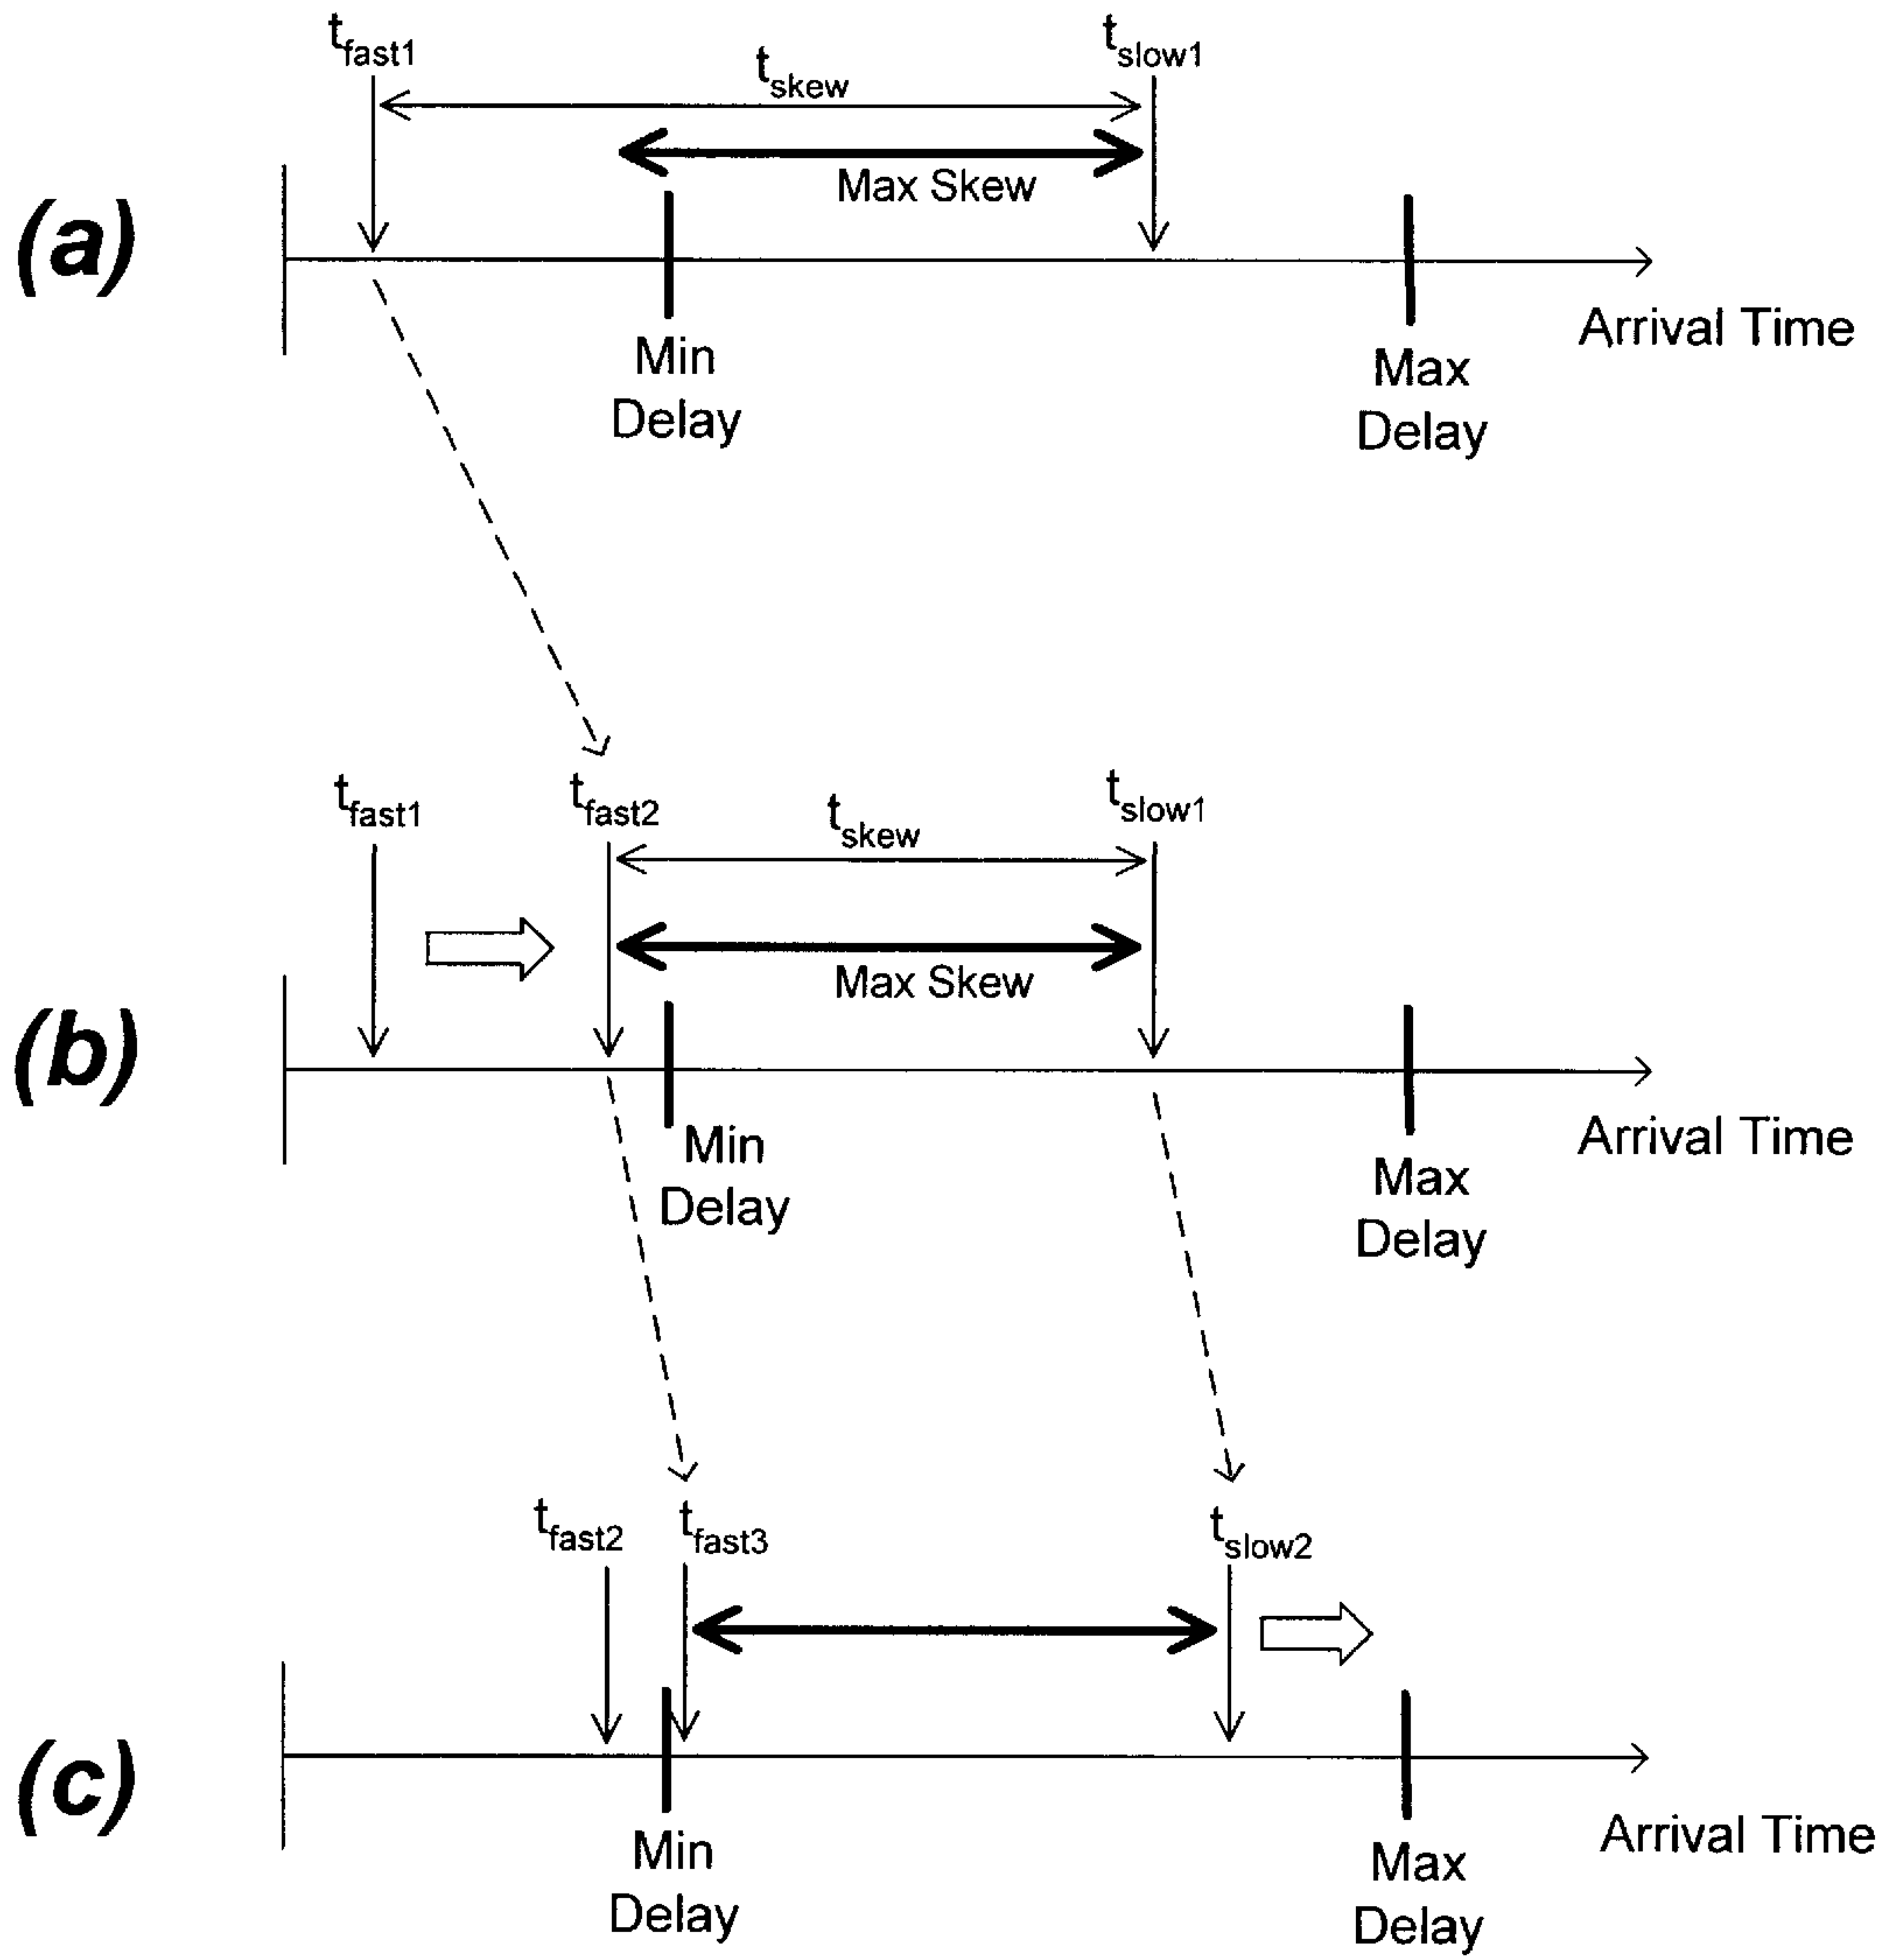 t_fast1
t_slow1
t_skew
Max Skew
(a)
Min
Delay
Max
Delay
Arrival Time
t_fast1
t_fast2
t_skew
t_slow1
Max Skew
(b)
Min
Delay
Max
Delay
Arrival Time
t_fast2
t_fast3
t_slow2
(c)
Min
Delay
Max
Delay
Arrival Time